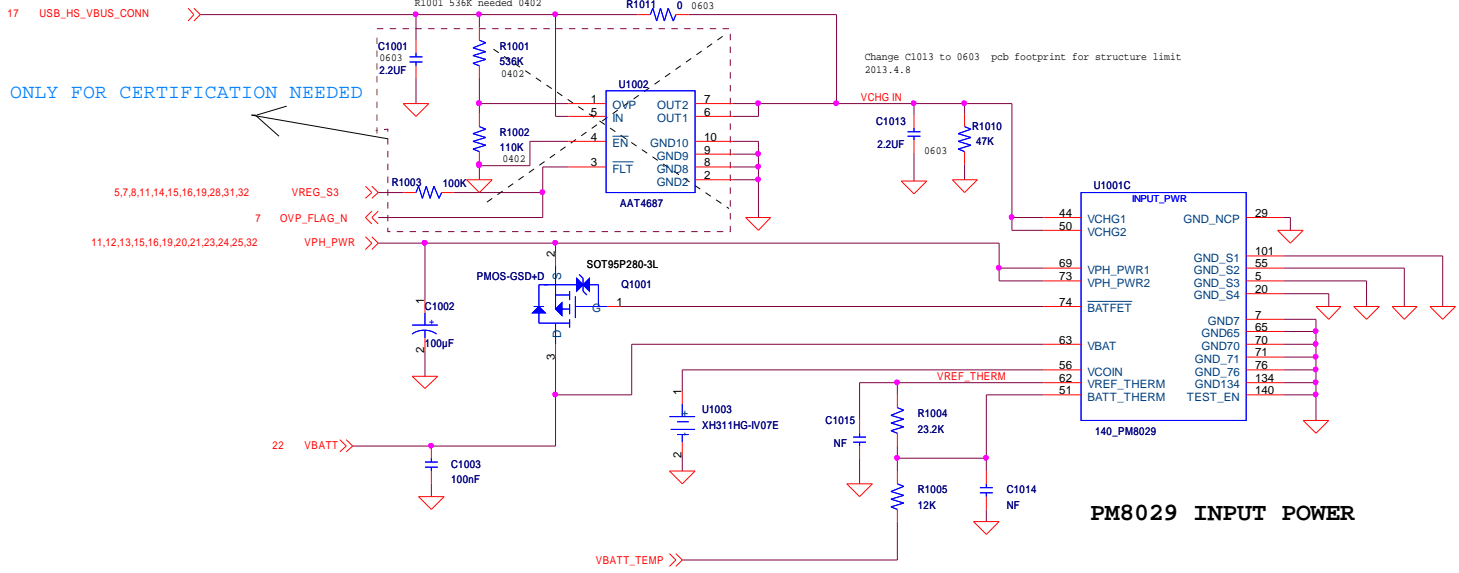 R1001 536K needed 0402
R1011 0 0603
17 USB_HS_VBUS_CONN
C1001
0603
2.2UF
R1001
536K
0402
Change C1013 to 0603 pcb footprint for structure limit
2013.4.8
ONLY FOR CERTIFICATION NEEDED
U1002
1 OVP OUT2 7
5 IN OUT1 6
4 EN GND10 10
GND9 9
3 FLT GND8 8
GND2 2
AAT4687
R1002
110K
0402
VCHG IN
C1013
2.2UF 0603
R1010
47K
5,7,8,11,14,15,16,19,28,31,32 VREG_S3
R1003 100K
7 OVP_FLAG_N
11,12,13,15,16,19,20,21,23,24,25,32 VPH_PWR
U1001C
INPUT_PWR
44 VCHG1 GND_NCP 29
50 VCHG2
GND_S1 101
69 VPH_PWR1 GND_S2 55
73 VPH_PWR2 GND_S3 5
GND_S4 20
74 BATFET
GND7 7
GND65 65
63 VBAT GND70 70
GND_71 71
56 VCOIN GND_76 76
62 VREF_THERM GND134 134
51 BATT_THERM TEST_EN 140
140_PM8029
SOT95P280-3L
PMOS-GSD+D
Q1001
2
S
G
1
D
3
1
C1002
100µF
2
VREF_THERM
1
U1003
XH311HG-IV07E
2
C1015
NF
R1004
23.2K
22 VBATT
C1003
100nF
R1005
12K
C1014
NF
PM8029 INPUT POWER
VBATT_TEMP